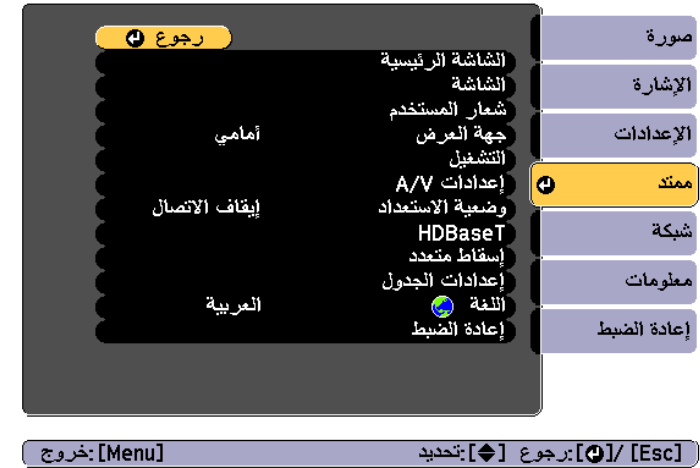 صورة
الإشارة
الإعدادات
ممتد
شبكة
معلومات
إعادة الضبط
رجوع
الشاشة الرئيسية
الشاشة
شعار المستخدم
جهة العرض أمامي
التشغيل
إعدادات A/V
وضعية الاستعداد إيقاف الاتصال
HDBaseT
إسقاط متعدد
إعدادات الجدول
اللغة العربية
إعادة الضبط
[Esc] /[]:رجوع []:تحديد [Menu]:خروج